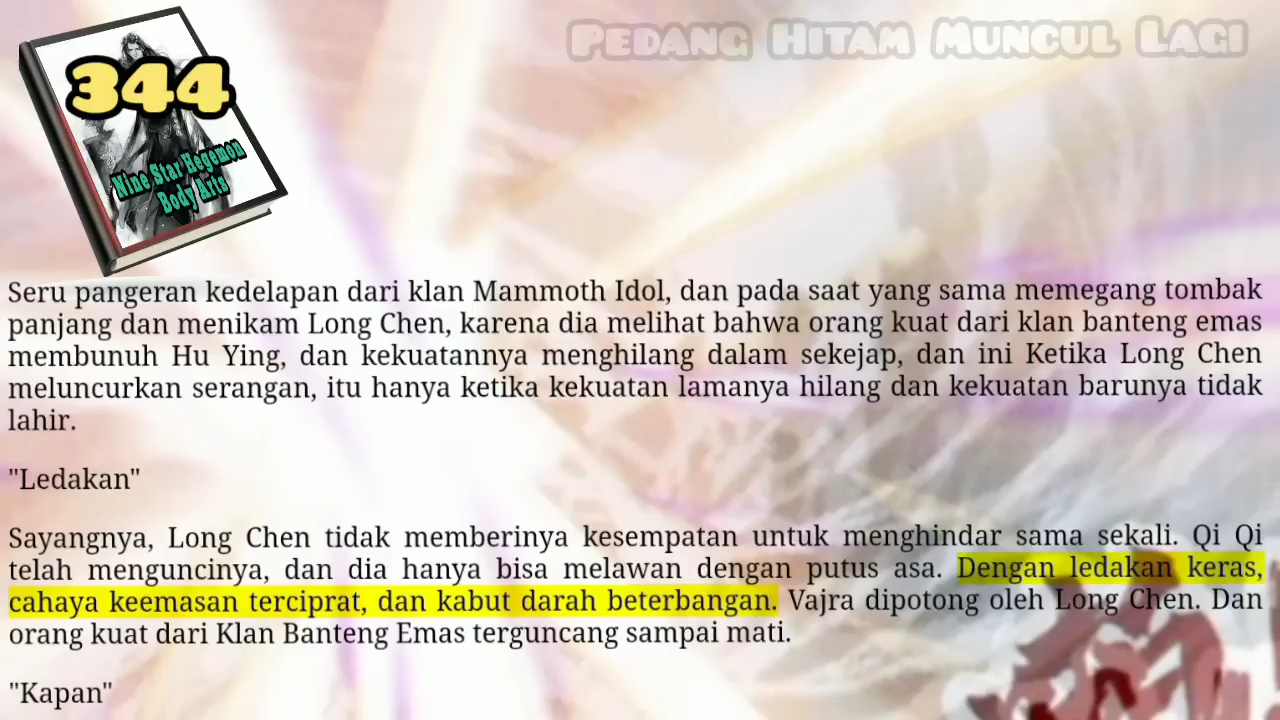 Pedang Hitam Muncul Lagi
344
Nine Star Hegemon
Body Arts
Seru pangeran kedelapan dari klan Mammoth Idol, dan pada saat yang sama memegang tombak
panjang dan menikam Long Chen, karena dia melihat bahwa orang kuat dari klan banteng emas
membunuh Hu Ying, dan kekuatannya menghilang dalam sekejap, dan ini Ketika Long Chen
meluncurkan serangan, itu hanya ketika kekuatan lamanya hilang dan kekuatan barunya tidak
lahir.
"Ledakan"
Sayangnya, Long Chen tidak memberinya kesempatan untuk menghindar sama sekali. Qi Qi
telah menguncinya, dan dia hanya bisa melawan dengan putus asa. Dengan ledakan keras,
cahaya keemasan terciprat, dan kabut darah beterbangan. Vajra dipotong oleh Long Chen. Dan
orang kuat dari Klan Banteng Emas terguncang sampai mati.
"Kapan"